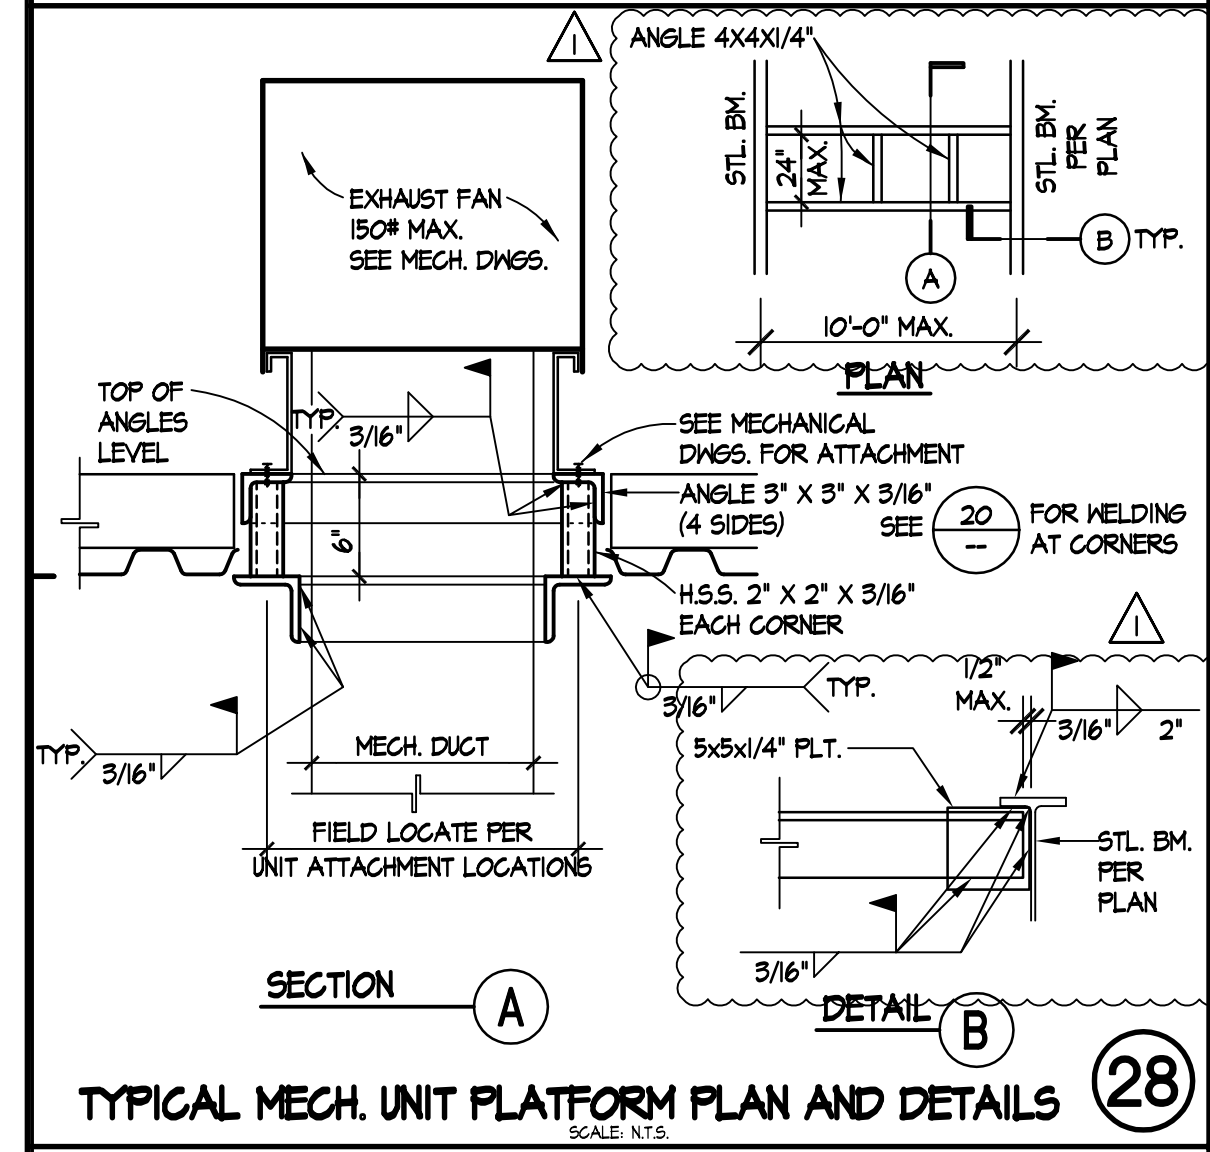 1
ANGLE 4X4X1/4"
STL. BM.
24"
MAX.
STL. BM.
PER
PLAN
A
B
TYP.
10'-0" MAX.
PLAN
EXHAUST FAN
150# MAX.
SEE MECH. DWGS.
TOP OF
ANGLES
LEVEL
TYP.
3/16"
SEE MECHANICAL
DWGS. FOR ATTACHMENT
ANGLE 3" X 3" X 3/16"
(4 SIDES)
SEE
20
--
FOR WELDING
AT CORNERS
6"
H.S.S. 2" X 2" X 3/16"
EACH CORNER
1
3/16"
TYP.
TYP.
3/16"
MECH. DUCT
FIELD LOCATE PER
UNIT ATTACHMENT LOCATIONS
1/2"
MAX.
3/16"
2"
5x5x1/4" PLT.
STL. BM.
PER
PLAN
3/16"
SECTION
A
DETAIL
B
TYPICAL MECH. UNIT PLATFORM PLAN AND DETAILS
28
SCALE: N.T.S.